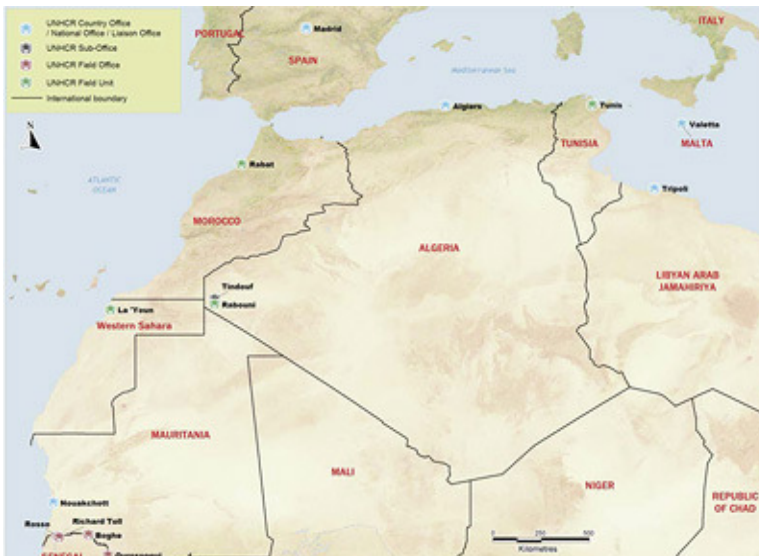 UNHCR Country Office
/ National Office / Liaison Office
UNHCR Sub-Office
UNHCR Field Office
UNHCR Field Unit
International boundary
N
PORTUGAL
Madrid
SPAIN
ITALY
Mediterranean Sea
Algiers
Tunis
Valetta
MALTA
TUNISIA
Rabat
ATLANTIC
OCEAN
Tripoli
MOROCCO
ALGERIA
LIBYAN ARAB
JAMAHIRIYA
Tindouf
Rabouni
La 'Youn
Western Sahara
MAURITANIA
MALI
NIGER
REPUBLIC
OF CHAD
Nouakchott
Rosso
Richard Toll
Boghe
SENEGAL
0 250 500
Kilometres